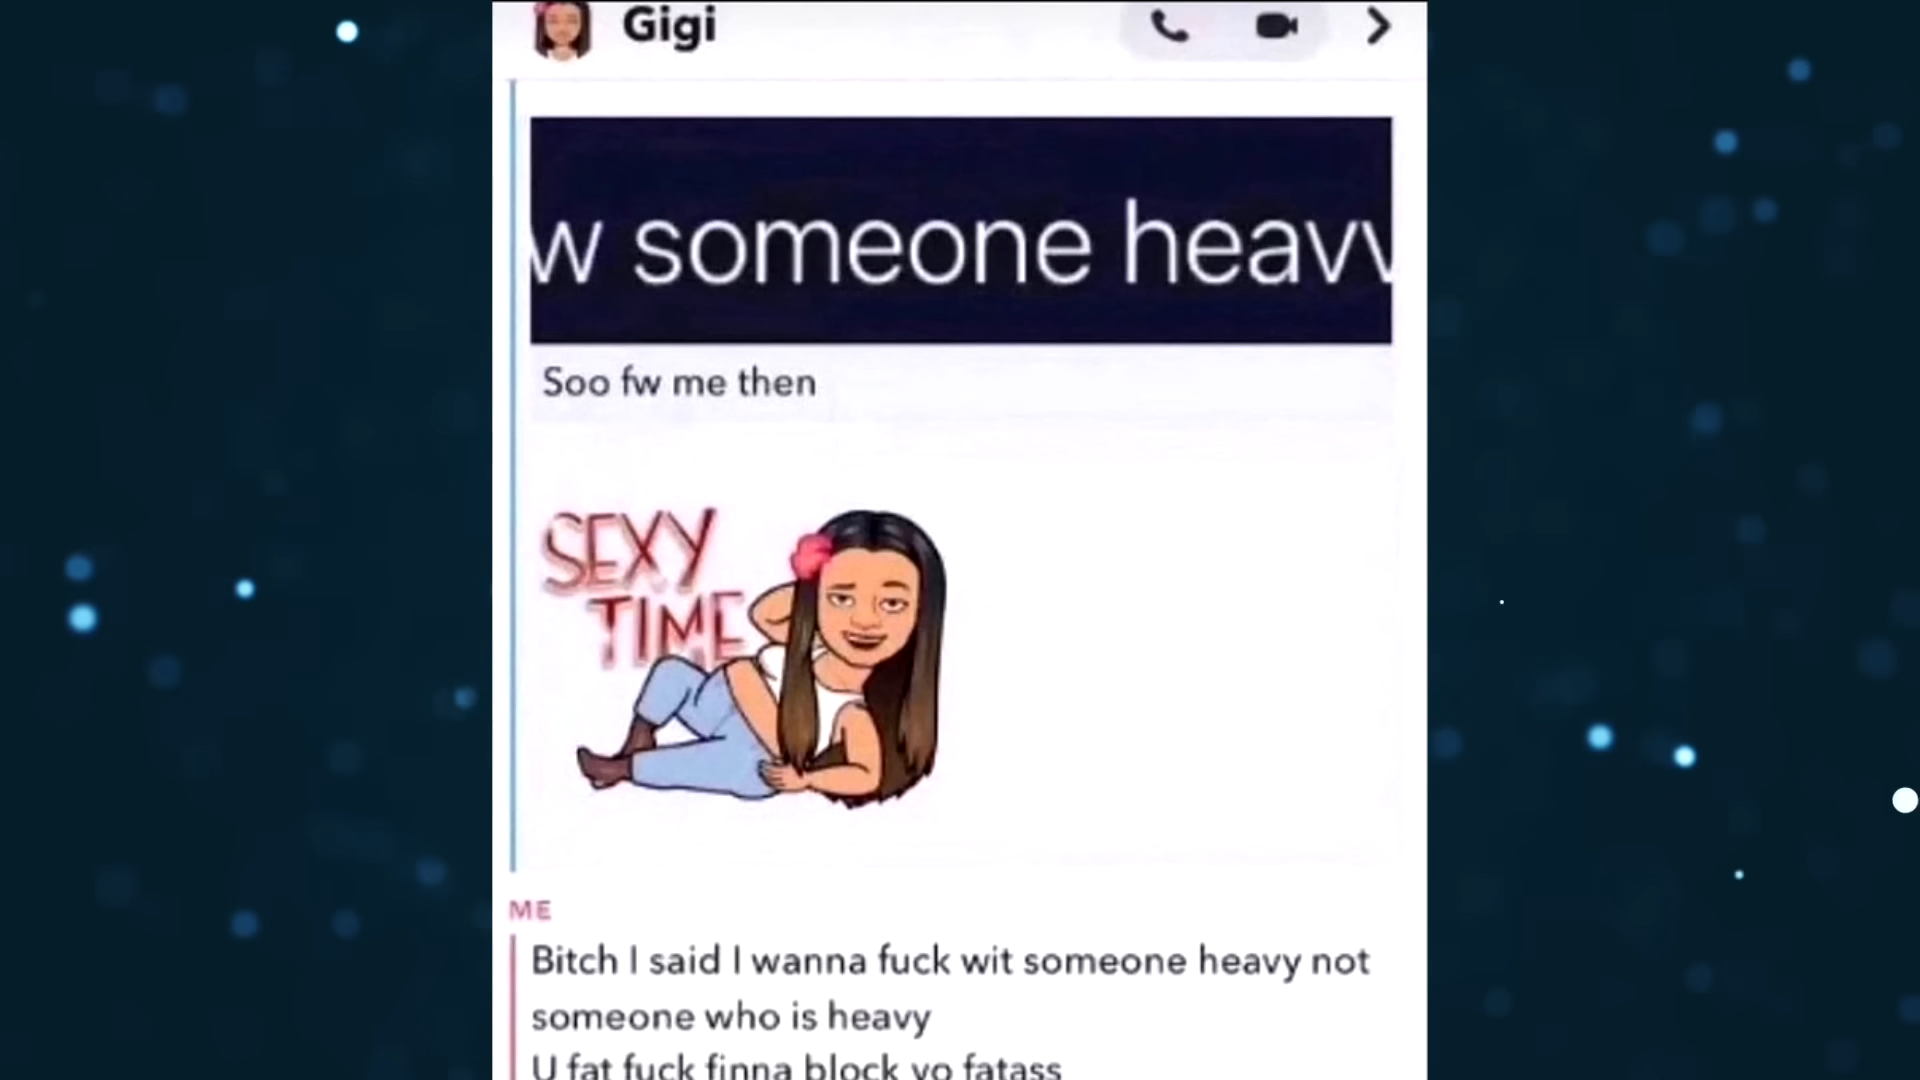 Gigi
w someone heavy
Soo fw me then
SEXY
TIME
ME
Bitch I said I wanna fuck wit someone heavy not
someone who is heavy
U fat fuck finna block yo fatass